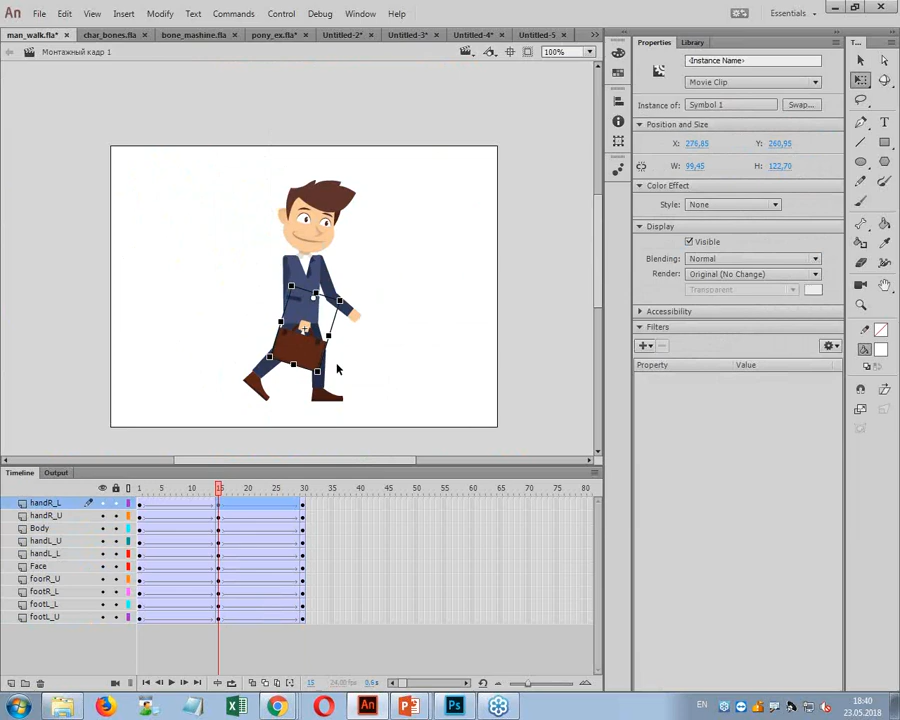 An File Edit View Insert Modify Text Commands Control Debug Window Help Essentials
man_walk.fla* × char_bones.fla × bone_mashine.fla × pony_ex.fla* × Untitled-2* × Untitled-3* × Untitled-4* × Untitled-5 × Properties Library T...
Монтажный кадр 1 100%
‹Instance Name›
Movie Clip
Instance of: Symbol 1 Swap...
Position and Size
X: 276,85 Y: 260,95
W: 99,45 H: 122,70
Color Effect
Style: None
Display
Visible
Blending: Normal
Render: Original (No Change)
Transparent
Accessibility
Filters
Property Value
Timeline Output
1 5 10 15 20 25 30 35 40 45 50 55 60 65 70 75 80
handR_L
handR_U
Body
handL_U
handL_L
Face
foorR_U
footR_L
footL_L
footL_U
15 24.00 fps 0,6s
An Ps EN 18:40
23.05.2018